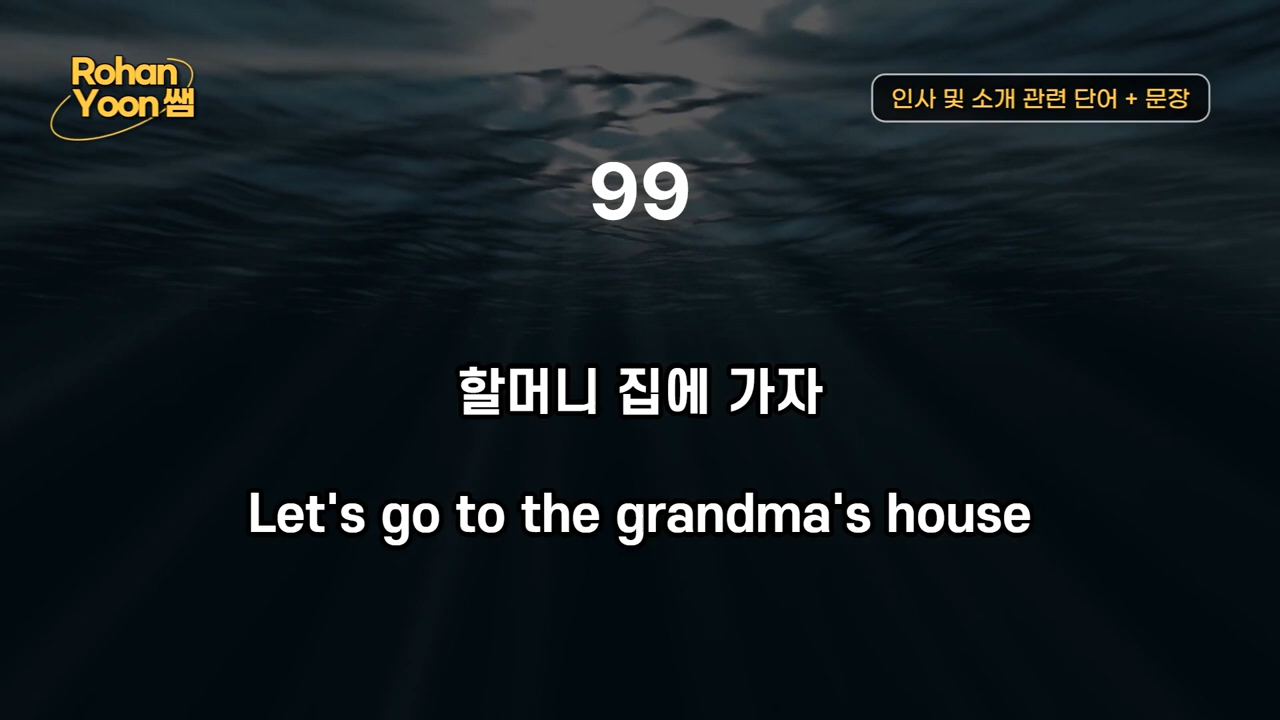 Rohan
Yoon쌤
인사 및 소개 관련 단어 + 문장
99
할머니 집에 가자
Let's go to the grandma's house